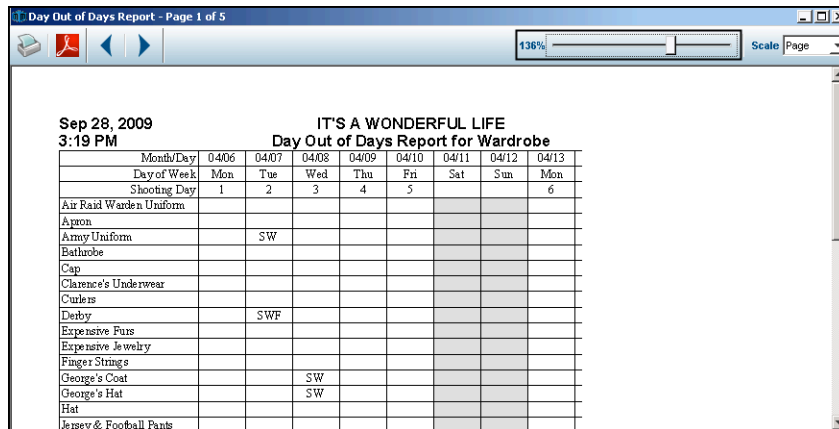 Day Out of Days Report - Page 1 of 5
136% Scale Page
Sep 28, 2009 IT'S A WONDERFUL LIFE
3:19 PM Day Out of Days Report for Wardrobe
Month/Day 04/06 04/07 04/08 04/09 04/10 04/11 04/12 04/13
Day of Week Mon Tue Wed Thu Fri Sat Sun Mon
Shooting Day 1 2 3 4 5 6
Air Raid Warden Uniform
Apron
Army Uniform SW
Bathrobe
Cap
Clarence's Underwear
Curlers
Derby SWF
Expensive Furs
Expensive Jewelry
Finger Strings
George's Coat SW
George's Hat SW
Hat
Jersey & Football Pants